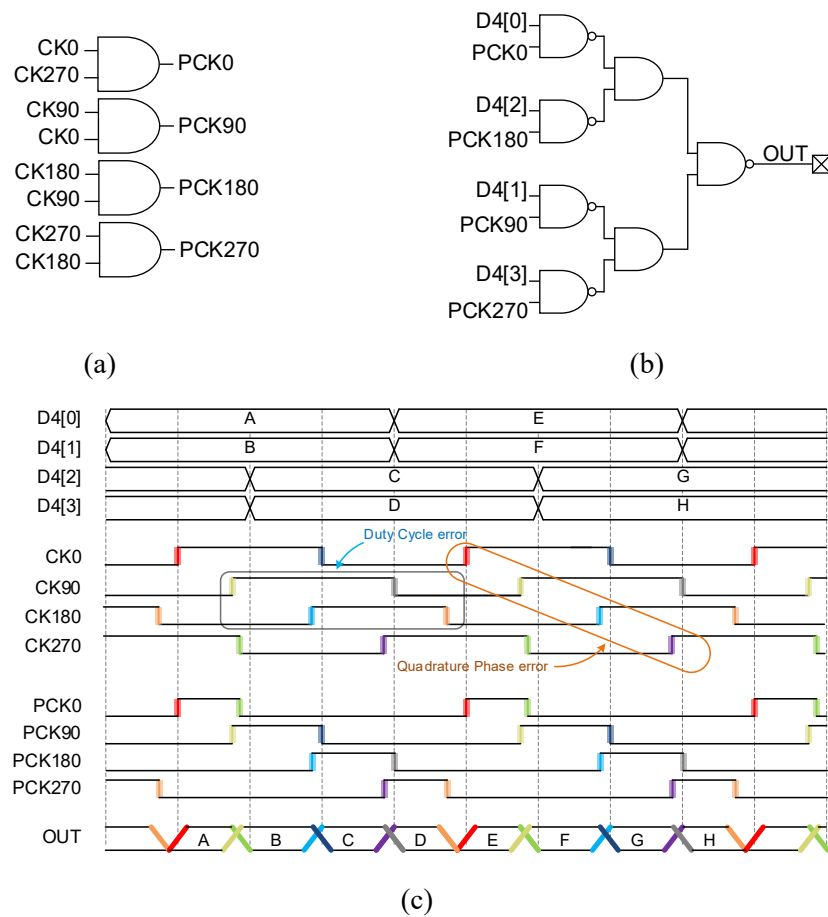 CK0
CK270
PCK0
CK90
CK0
PCK90
CK180
CK90
PCK180
CK270
CK180
PCK270
(a)
D4[0]
PCK0
D4[2]
PCK180
D4[1]
PCK90
D4[3]
PCK270
OUT
(b)
D4[0] A E
D4[1] B F
D4[2] C G
D4[3] D H
Duty Cycle error
CK0
CK90
CK180
CK270
Quadrature Phase error
PCK0
PCK90
PCK180
PCK270
OUT A B C D E F G H
(c)